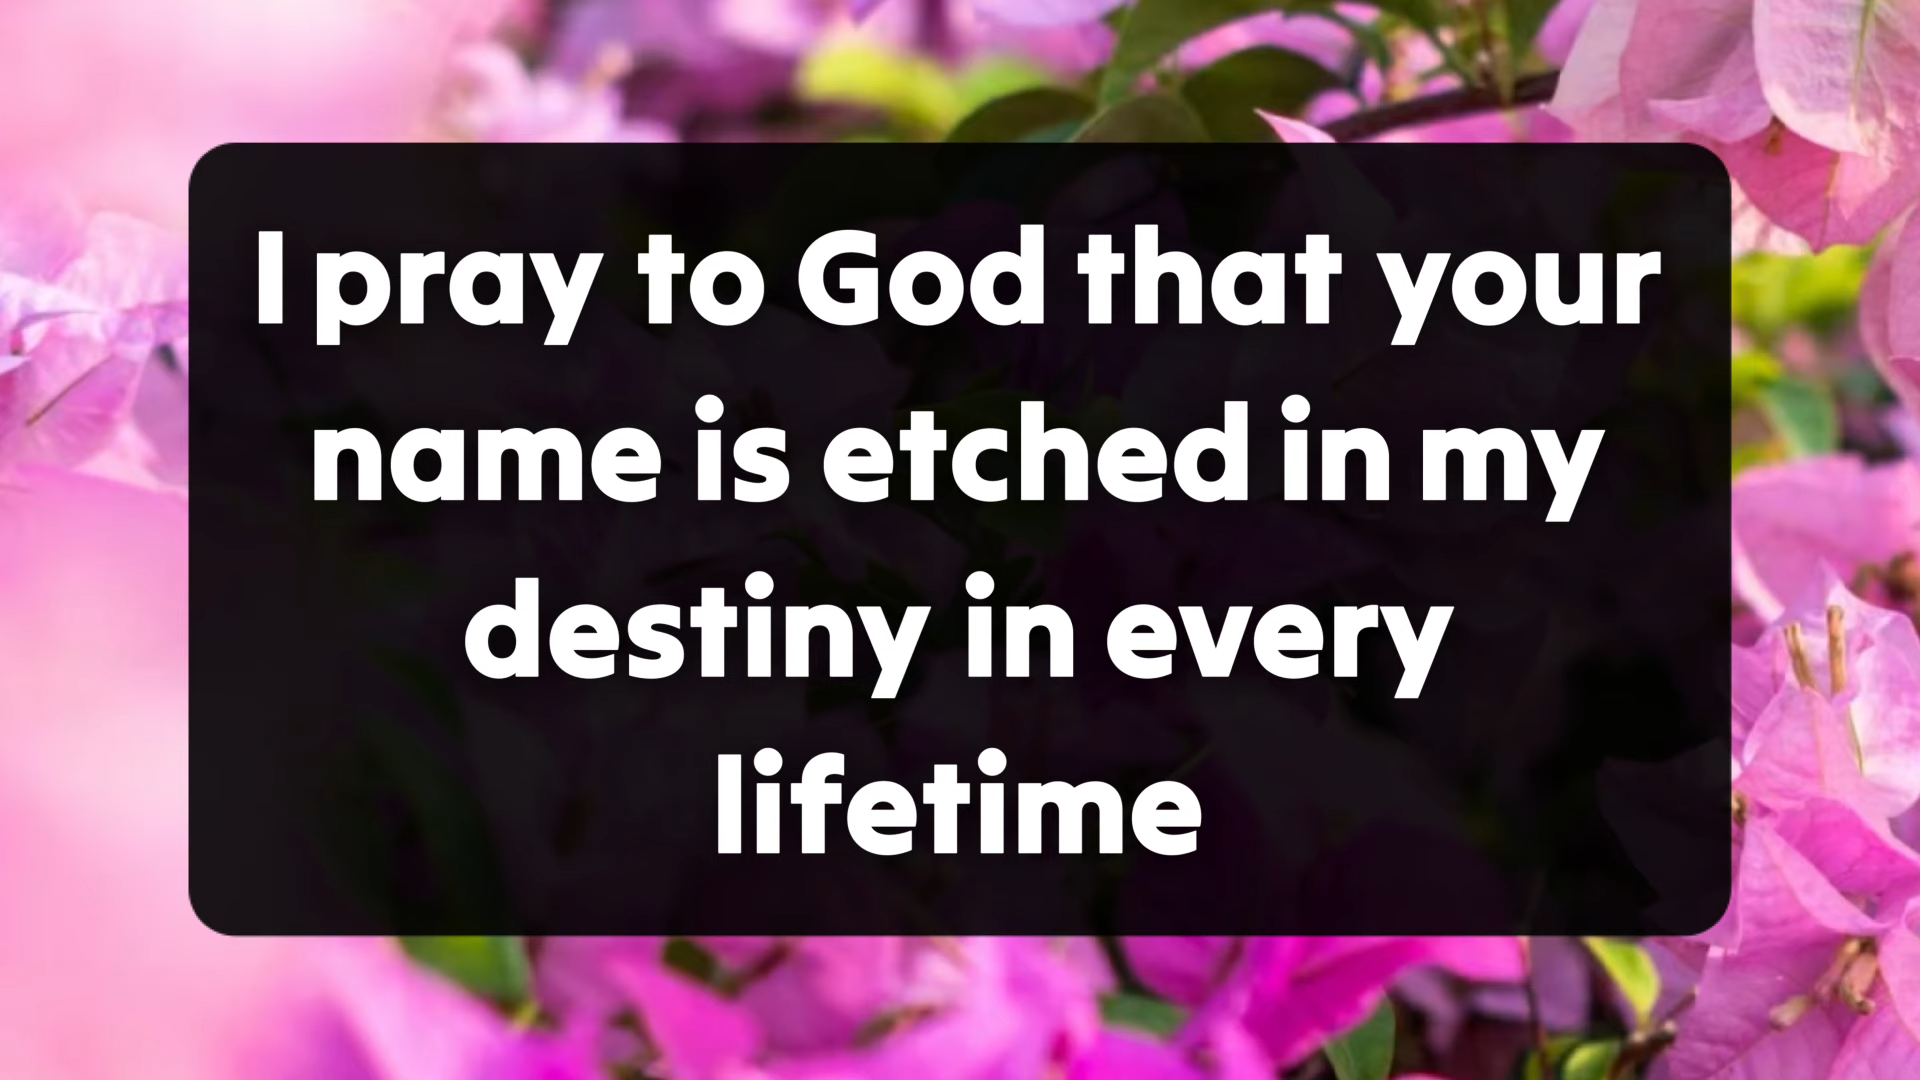 I pray to God that your
name is etched in my
destiny in every
lifetime